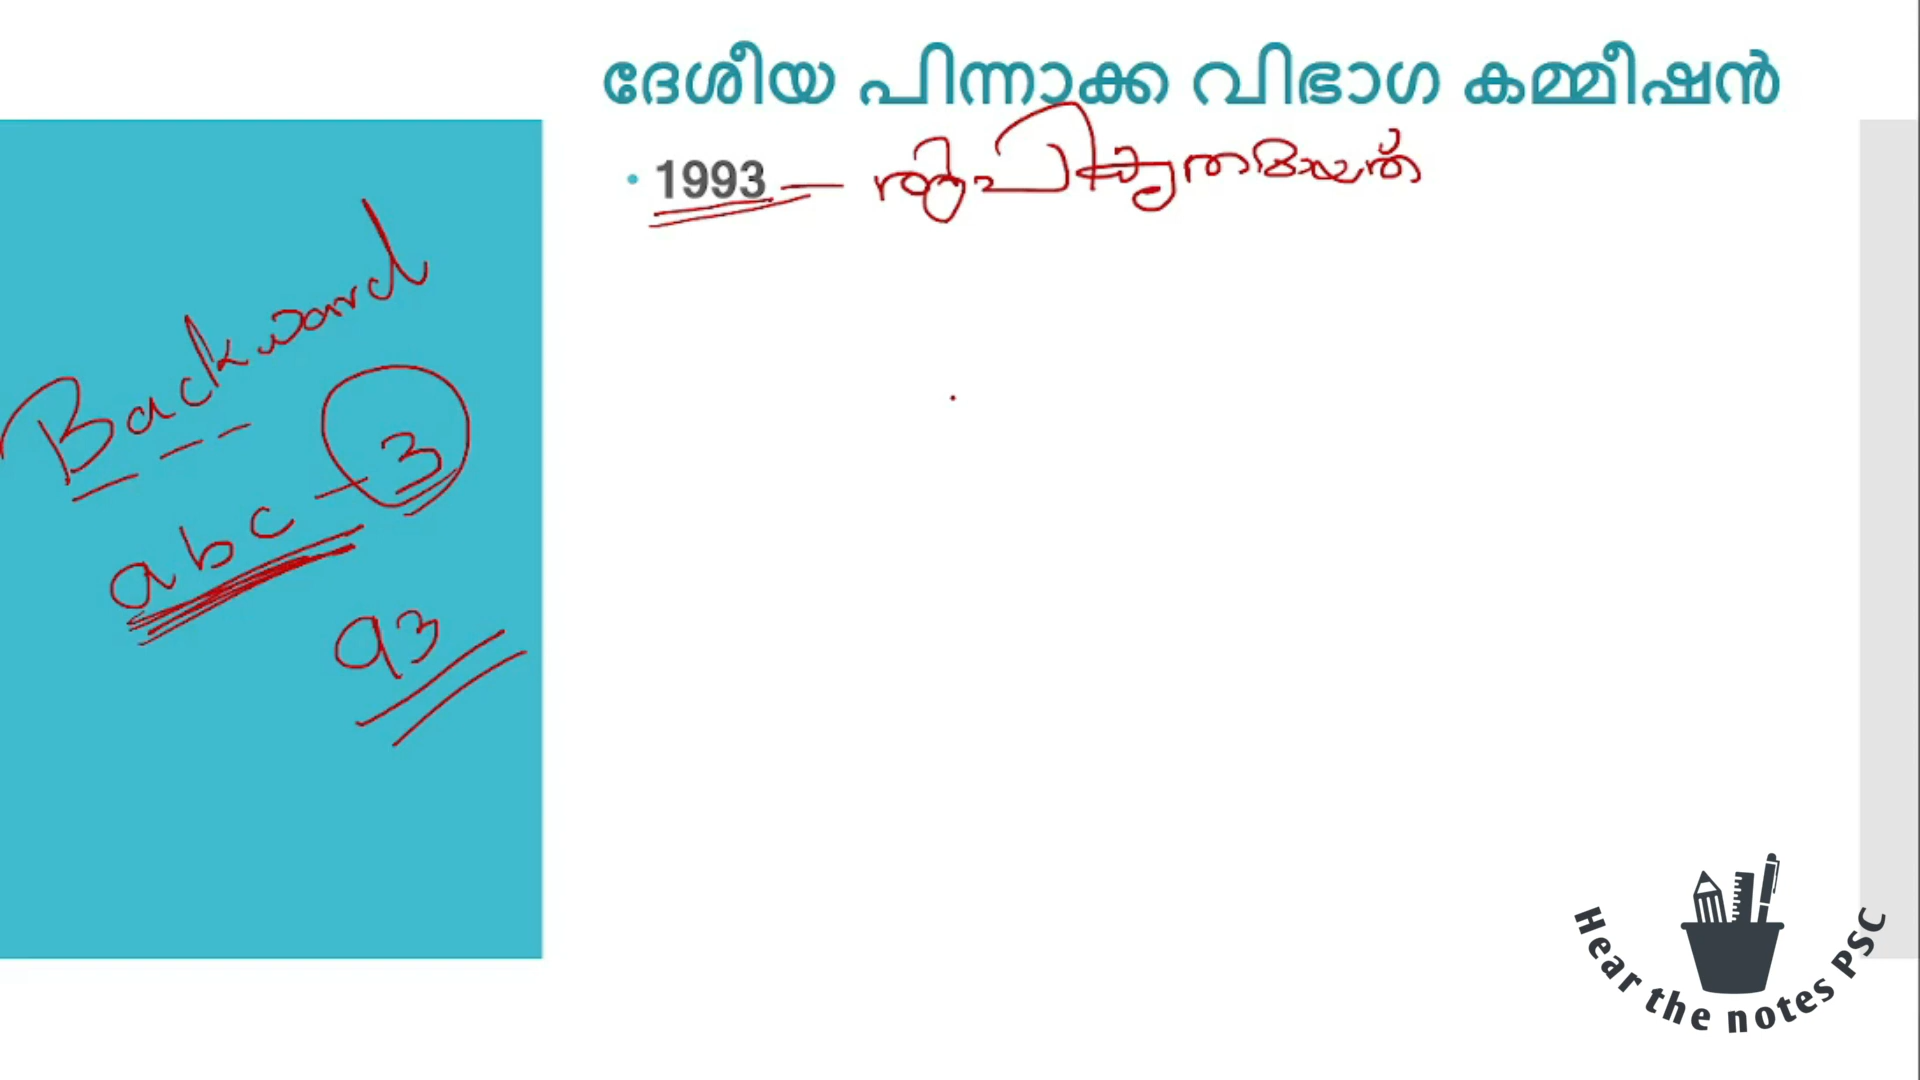 ദേശീയ പിന്നാക്ക വിഭാഗ കമ്മീഷൻ
• 1993 — രൂപീകൃതമായത്
Backward
abc - 3
93
Hear the notes PSC